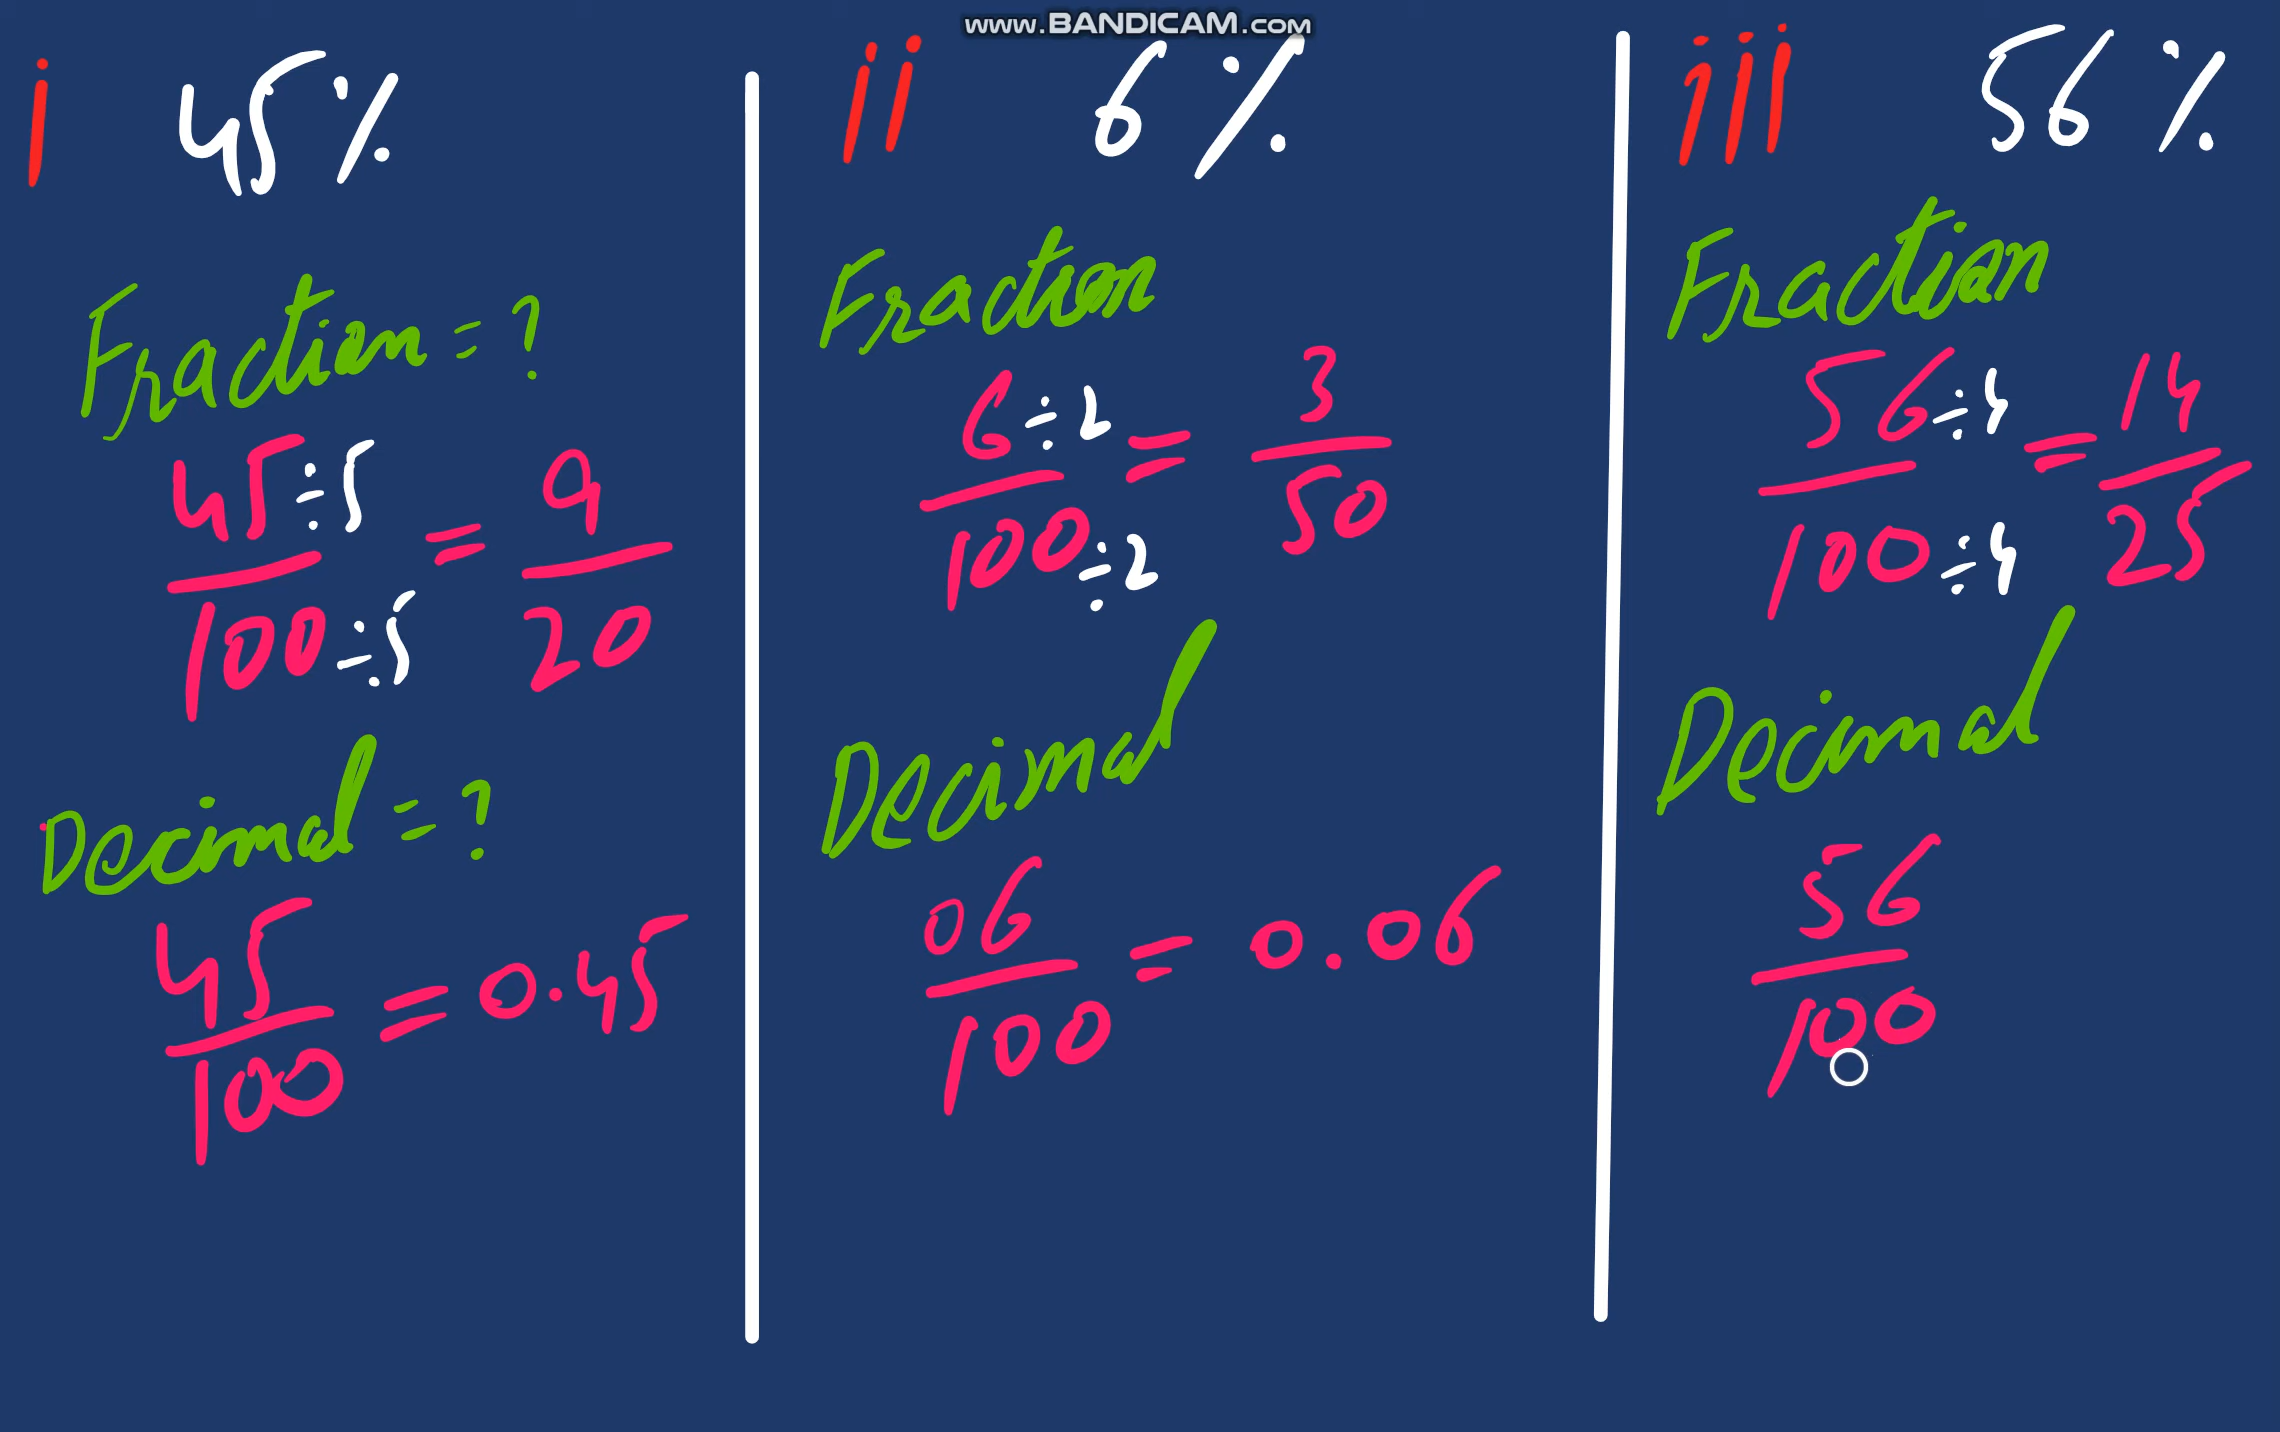 www.BANDICAM.com
i 45%
Fraction = ?
45 ÷ 5
100 ÷ 5
=
9
20
Decimal = ?
45
100
= 0.45
ii 6%
Fraction
6 ÷ 2
100 ÷ 2
=
3
50
Decimal
06
100
= 0.06
iii 56%
Fraction
56 ÷ 4
100 ÷ 4
=
14
25
Decimal
56
100